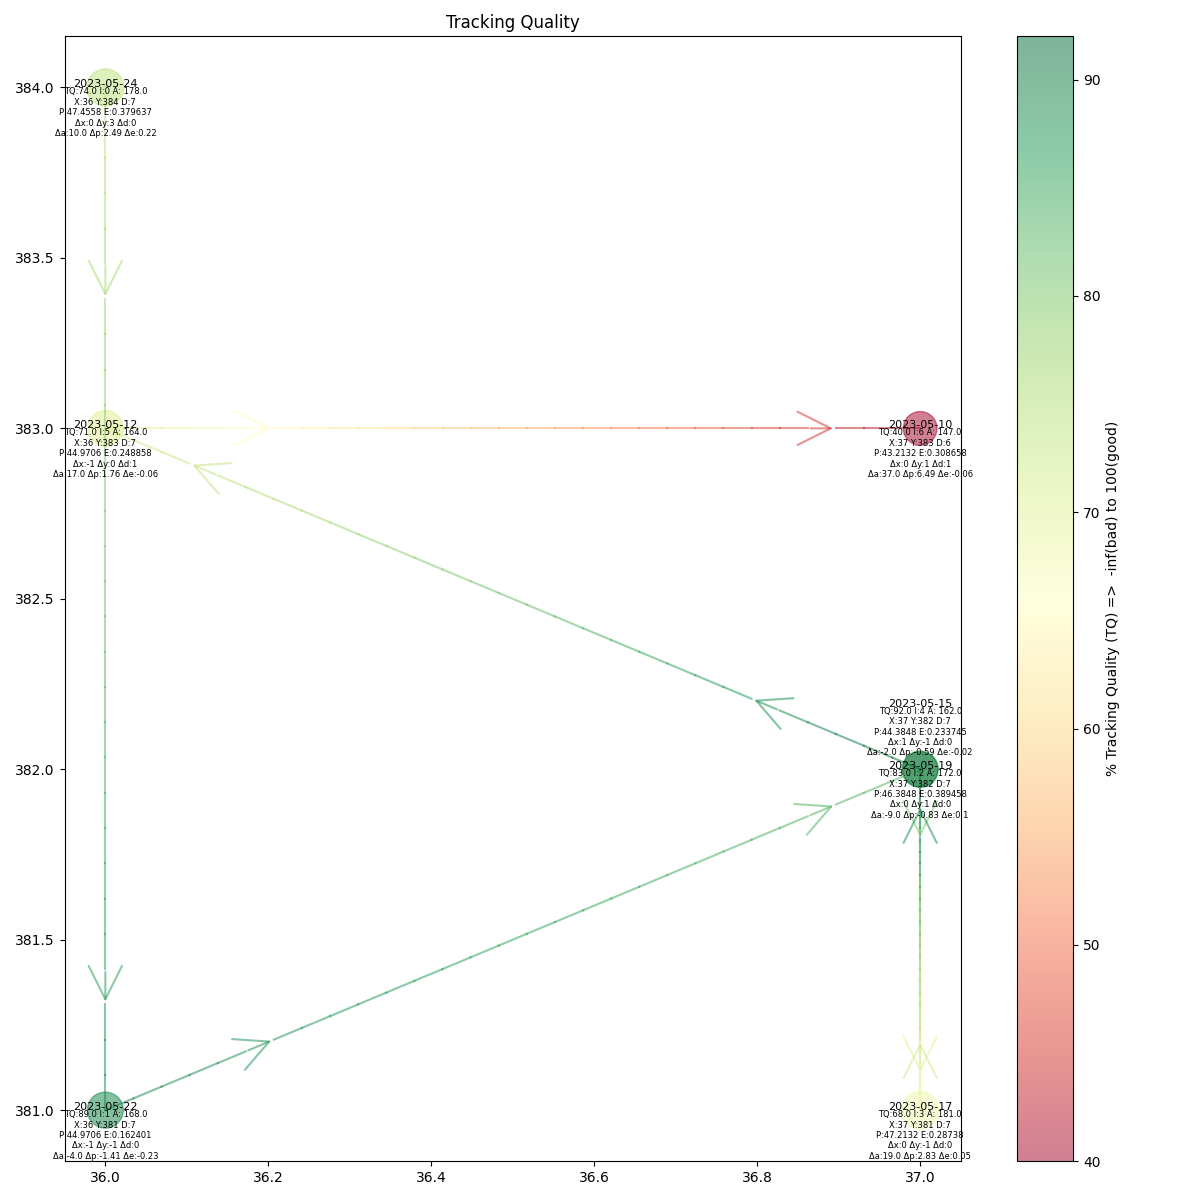 Tracking Quality
384.0
383.5
383.0
382.5
382.0
381.5
381.0
36.0
36.2
36.4
36.6
36.8
37.0
2023-05-24
TQ:74.0 I:0 A: 178.0
X:36 Y:384 D:7
P:47.4558 E:0.379637
Δx:0 Δy:3 Δd:0
Δa:10.0 Δp:2.49 Δe:0.22
2023-05-12
TQ:71.0 I:5 A: 164.0
X:36 Y:383 D:7
P:44.9706 E:0.248858
Δx:-1 Δy:0 Δd:1
Δa:17.0 Δp:1.76 Δe:-0.06
2023-05-10
TQ:40.0 I:6 A: 147.0
X:37 Y:383 D:6
P:43.2132 E:0.308658
Δx:0 Δy:1 Δd:1
Δa:37.0 Δp:6.49 Δe:-0.06
2023-05-15
TQ:92.0 I:4 A: 162.0
X:37 Y:382 D:7
P:44.3848 E:0.233745
Δx:1 Δy:-1 Δd:0
Δa:-2.0 Δp:-0.59 Δe:-0.02
2023-05-19
TQ:83.0 I:2 A: 172.0
X:37 Y:382 D:7
P:46.3848 E:0.389458
Δx:0 Δy:1 Δd:0
Δa:-9.0 Δp:-0.83 Δe:0.1
2023-05-22
TQ:89.0 I:1 A: 168.0
X:36 Y:381 D:7
P:44.9706 E:0.162401
Δx:-1 Δy:-1 Δd:0
Δa:-4.0 Δp:-1.41 Δe:-0.23
2023-05-17
TQ:68.0 I:3 A: 181.0
X:37 Y:381 D:7
P:47.2132 E:0.28738
Δx:0 Δy:-1 Δd:0
Δa:19.0 Δp:2.83 Δe:0.05
90
80
70
60
50
40
% Tracking Quality (TQ) => -inf(bad) to 100(good)